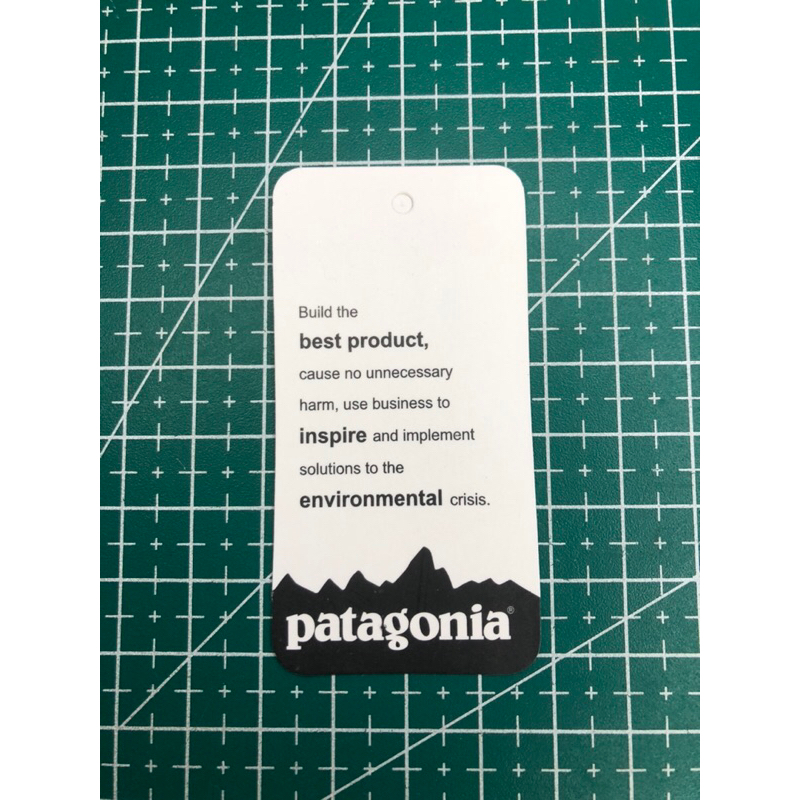 Build the
best product,
cause no unnecessary
harm, use business to
inspire and implement
solutions to the
environmental crisis.
patagonia®